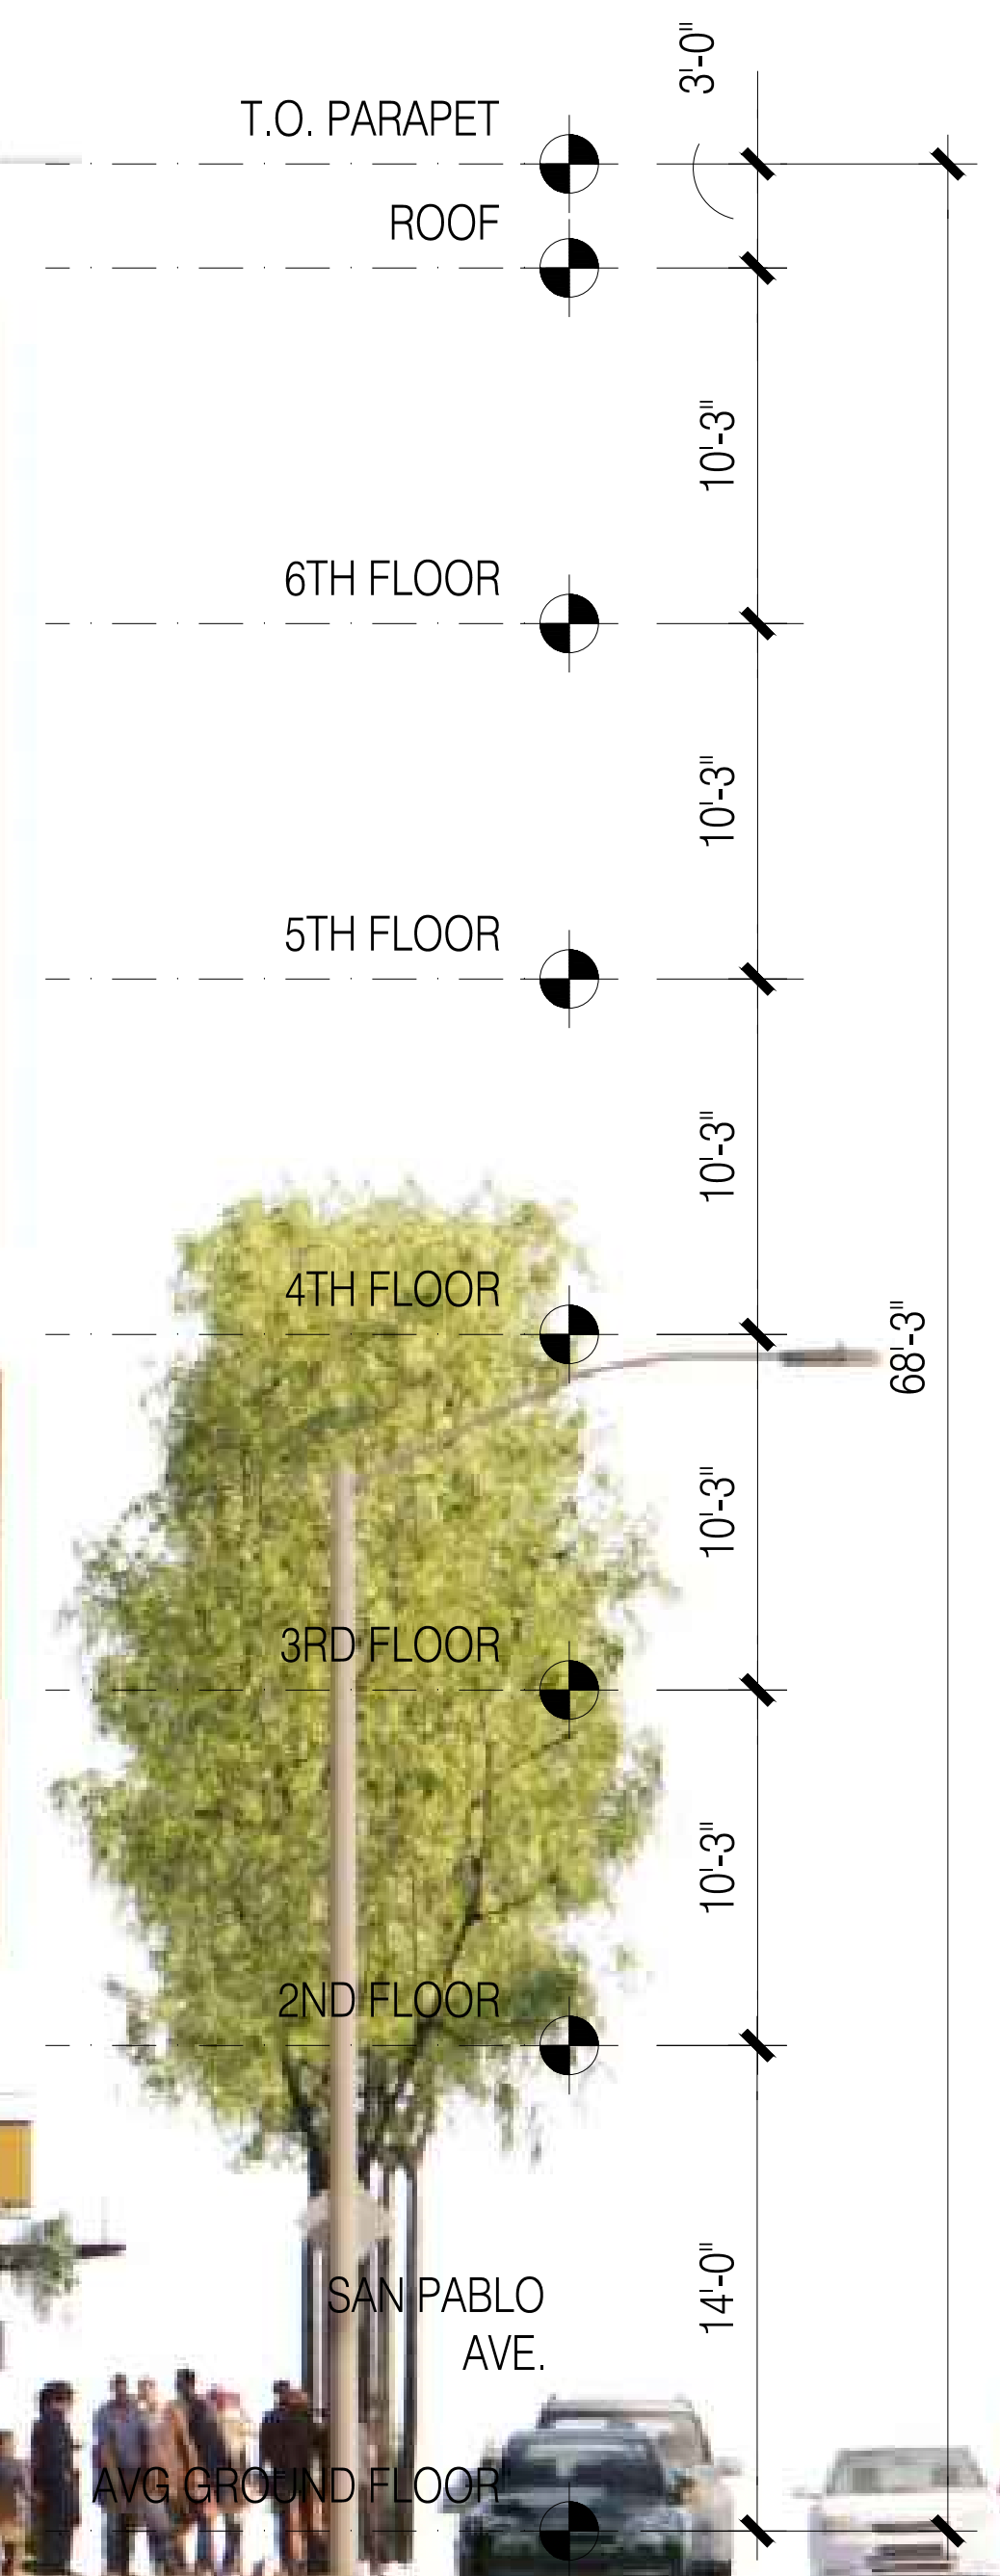 3'-0"
T.O. PARAPET
ROOF
10'-3"
6TH FLOOR
10'-3"
5TH FLOOR
10'-3"
4TH FLOOR
68'-3"
10'-3"
3RD FLOOR
10'-3"
2ND FLOOR
14'-0"
SAN PABLO
AVE.
AVG GROUND FLOOR